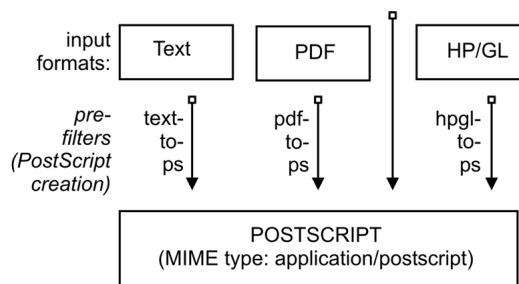 input
formats:
Text
PDF
HP/GL
pre-
filters
(PostScript
creation)
text-
to-
ps
pdf-
to-
ps
hpgl-
to-
ps
POSTSCRIPT
(MIME type: application/postscript)